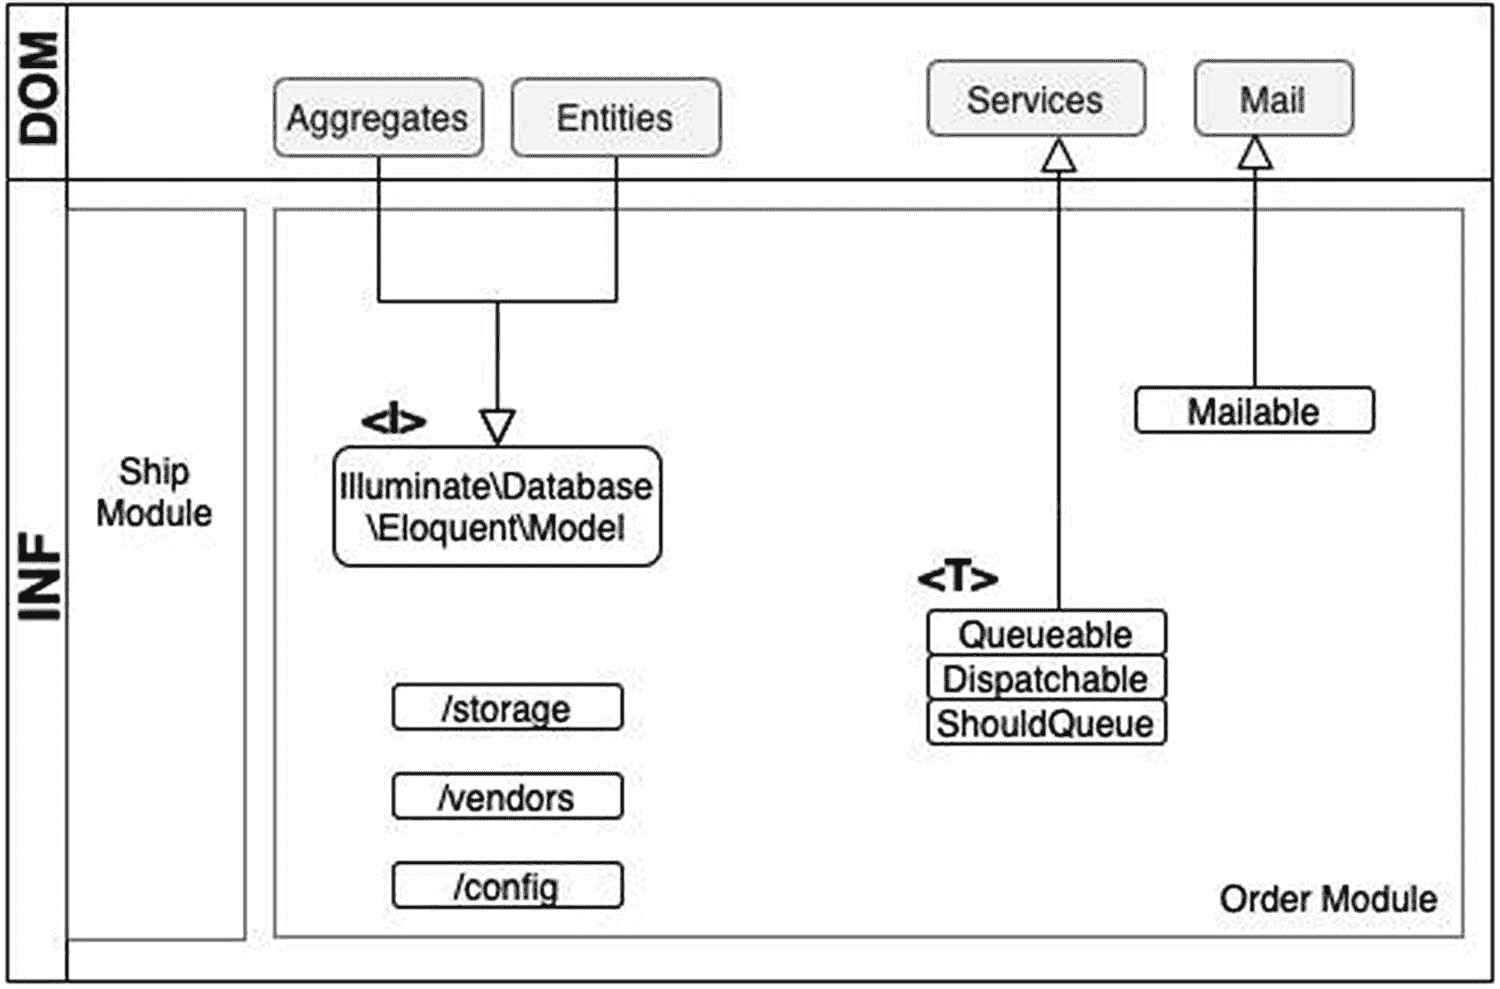 DOM
Aggregates
Entities
Services
Mail
INF
Ship
Module
<I>
Illuminate\Database
\Eloquent\Model
Mailable
<T>
Queueable
Dispatchable
ShouldQueue
/storage
/vendors
/config
Order Module